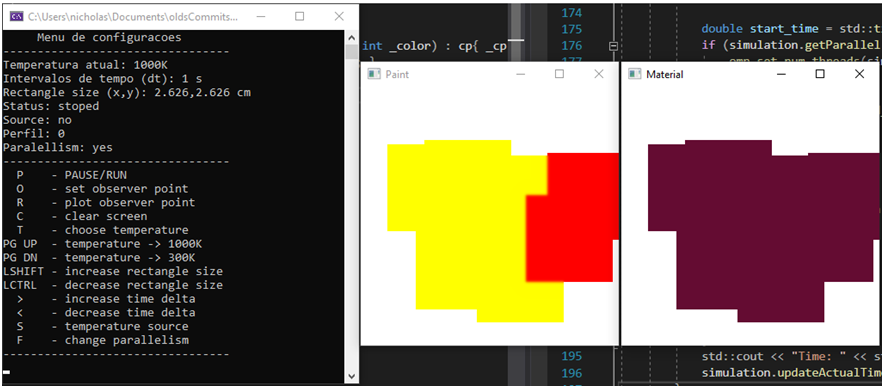 C:\Users\nicholas\Documents\oldsCommits...
Menu de configuracoes
--------------------------------
Temperatura atual: 1000K
Intervalos de tempo (dt): 1 s
Rectangle size (x,y): 2.626,2.626 cm
Status: stoped
Source: no
Perfil: 0
Paralellism: yes
--------------------------------
P - PAUSE/RUN
O - set observer point
R - plot observer point
C - clear screen
T - choose temperature
PG UP - temperature -> 1000K
PG DN - temperature -> 300K
LSHIFT - increase rectangle size
LCTRL - decrease rectangle size
> - increase time delta
< - decrease time delta
S - temperature source
F - change parallelism
--------------------------------
int _color) : cp{ _cp
Paint
174
175 double start_time = std::t
176 if (simulation.getParallel
Material
195 std::cout << "Time: " << s
196 simulation.updateActualTime